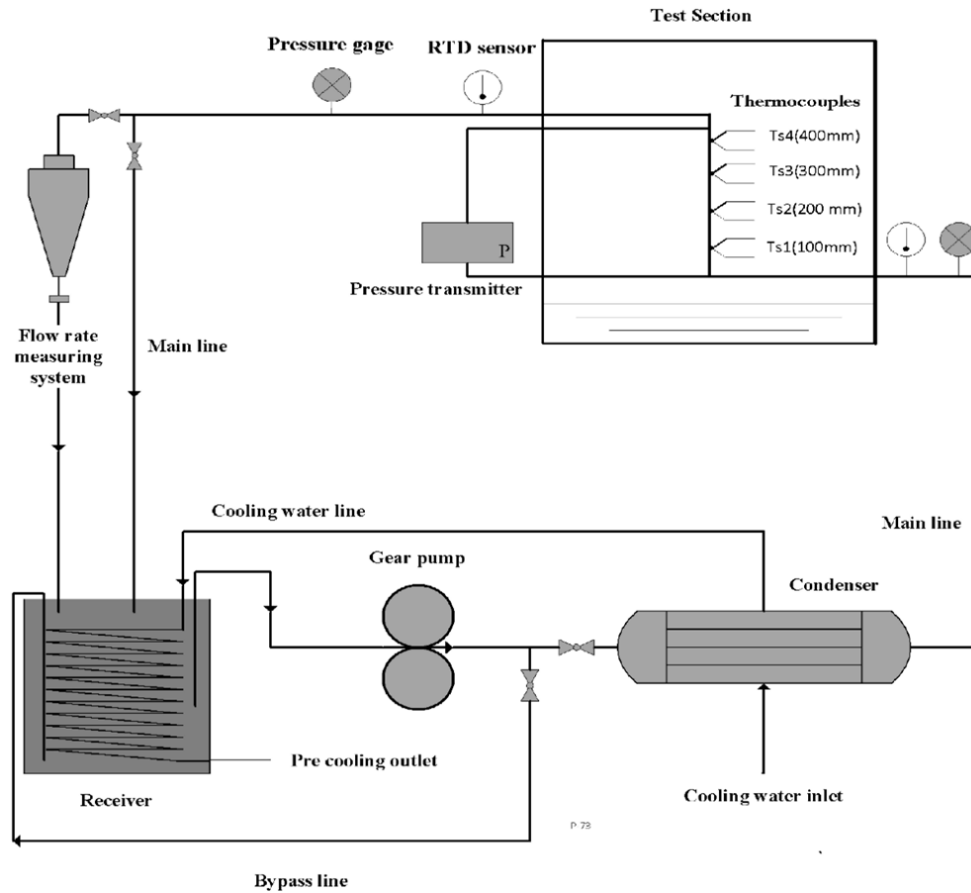 Test Section
Pressure gage
RTD sensor
Thermocouples
Ts4(400mm)
Ts3(300mm)
Ts2(200 mm)
Ts1(100mm)
P
Pressure transmitter
Flow rate
measuring
system
Main line
Cooling water line
Main line
Gear pump
Condenser
Pre cooling outlet
Receiver
Cooling water inlet
P 73
Bypass line